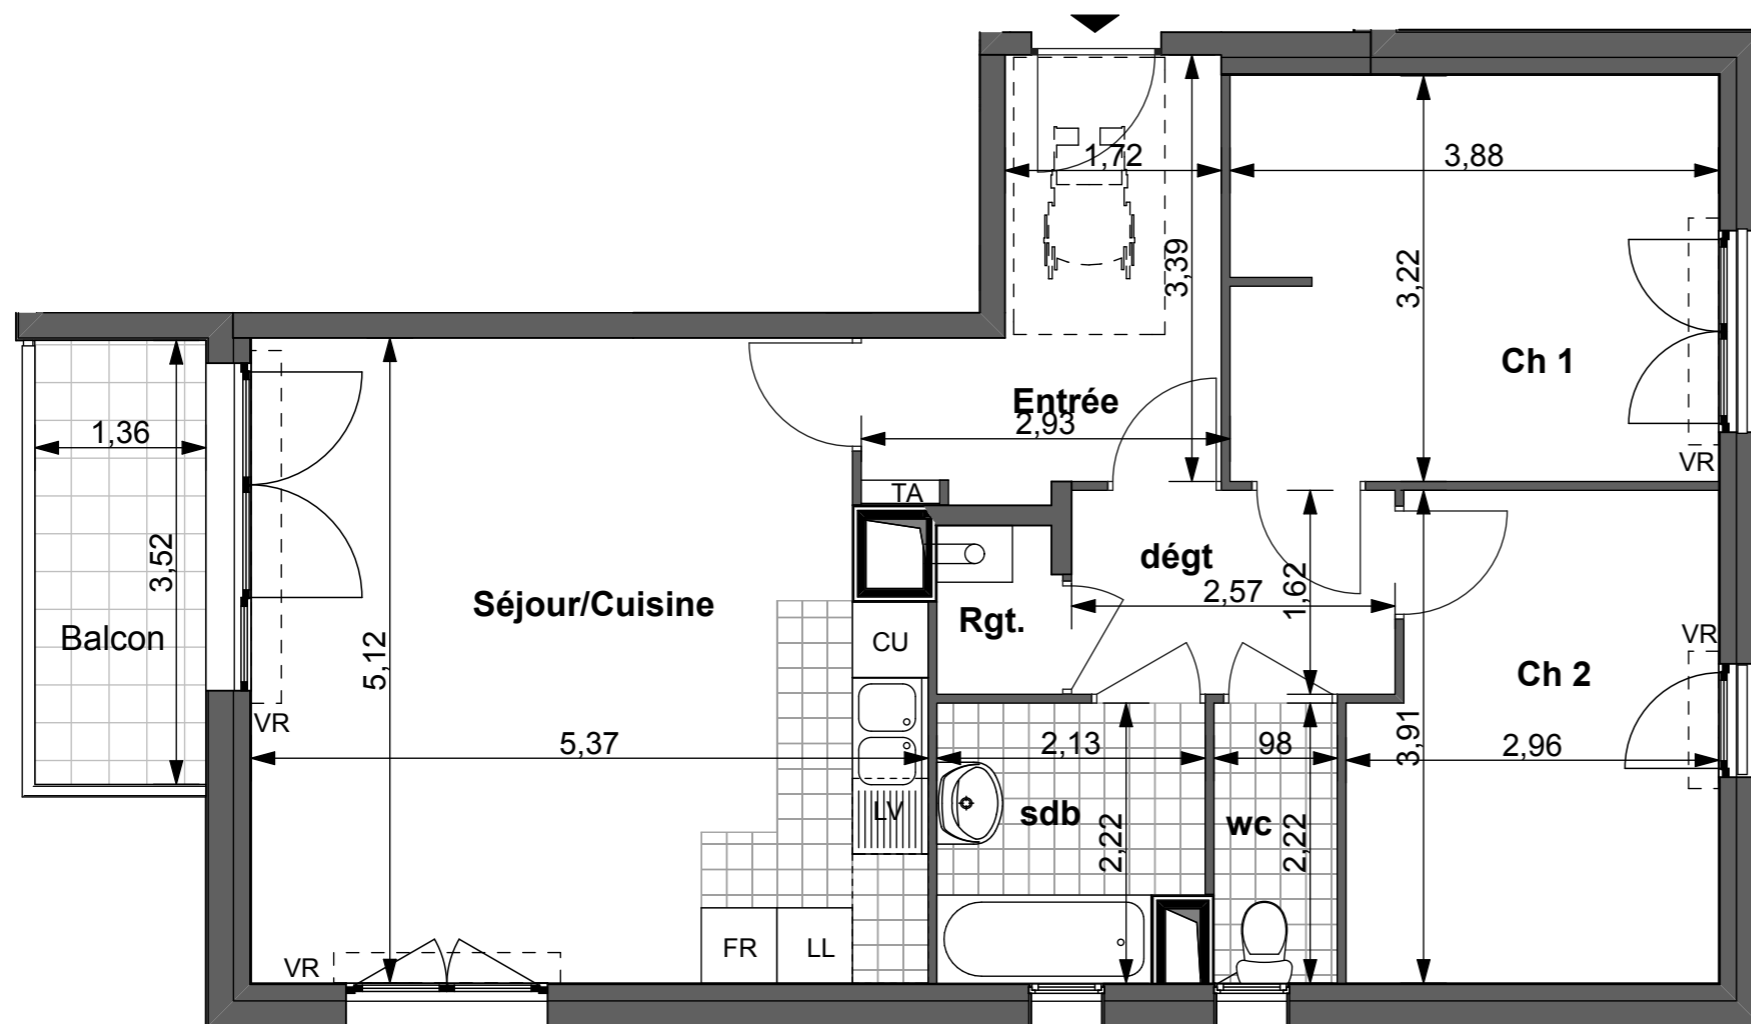 1,72
3,88
3,39
3,22
Ch 1
Entrée
2,93
1,36
VR
TA
3,52
dégt
2,57
1,62
Séjour/Cuisine
Rgt.
Balcon
CU
VR
5,12
Ch 2
VR
5,37
2,13
98
3,91
2,96
LV
sdb
2,22
wc
2,22
FR
LL
VR